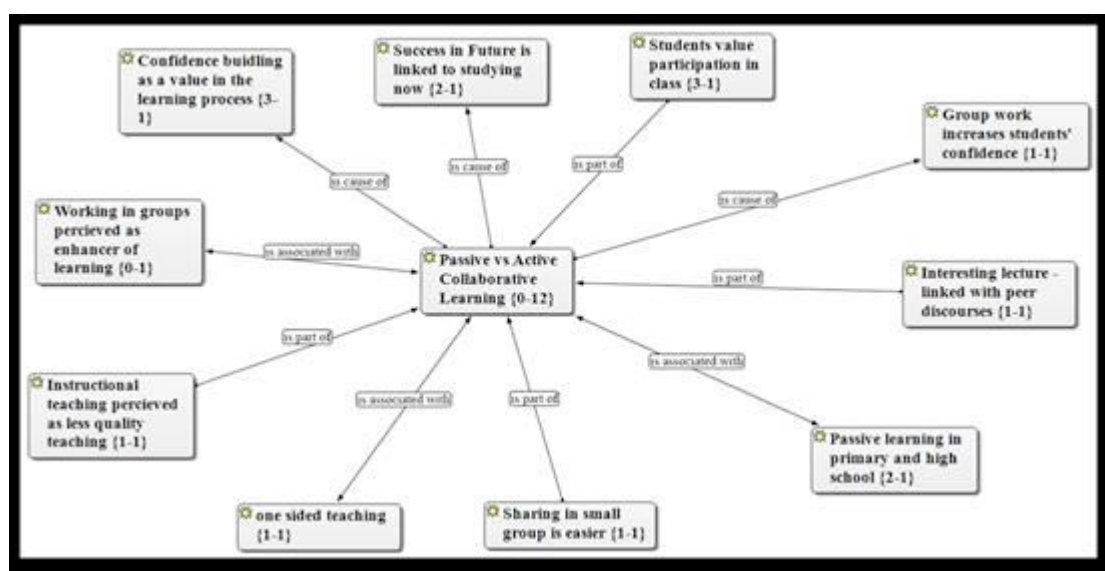 Confidence buidling
as a value in the
learning process {3-
1}
Success in Future is
linked to studying
now {2-1}
Students value
participation in
class {3-1}
Group work
increases students'
confidence {1-1}
is cause of
is cause of
is part of
is cause of
Working in groups
percieved as
enhancer of
learning {0-1}
is associated with
Passive vs Active
Collaborative
Learning {0-12}
is part of
Interesting lecture -
linked with peer
discourses {1-1}
is part of
is associated with
Instructional
teaching percieved
as less quality
teaching {1-1}
is associated with
is part of
Passive learning in
primary and high
school {2-1}
one sided teaching
{1-1}
Sharing in small
group is easier {1-1}